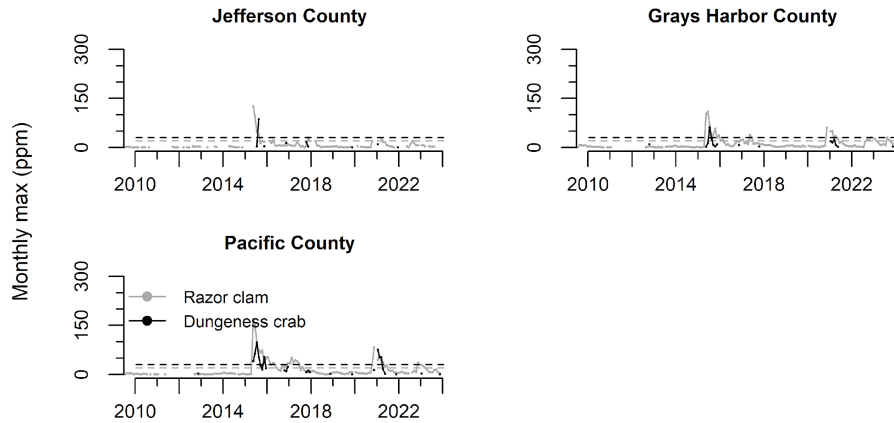 Jefferson County
Grays Harbor County
300
150
0
2010 2014 2018 2022
300
150
0
2010 2014 2018 2022
Monthly max (ppm)
Pacific County
300
150
0
Razor clam
Dungeness crab
2010 2014 2018 2022